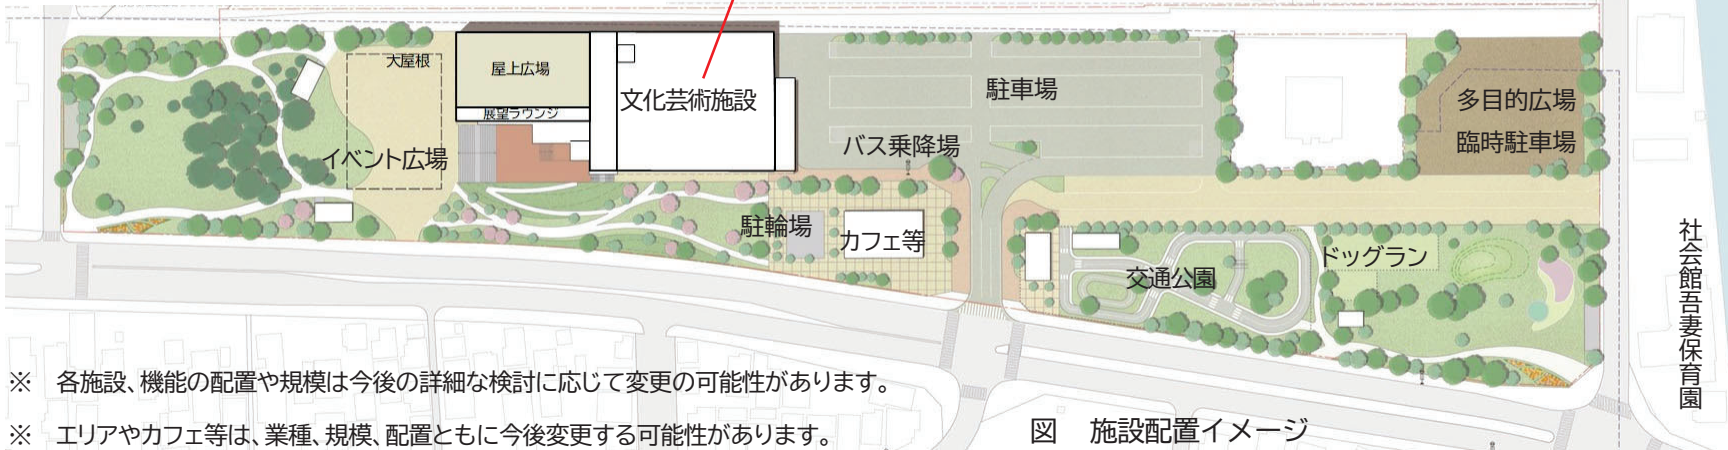 大屋根
屋上広場
展望ラウンジ
文化芸術施設
駐車場
多目的広場
臨時駐車場
イベント広場
バス乗降場
駐輪場
カフェ等
交通公園
ドッグラン
社会館吾妻保育園
※　各施設、機能の配置や規模は今後の詳細な検討に応じて変更の可能性があります。
※　エリアやカフェ等は、業種、規模、配置ともに今後変更する可能性があります。
図　施設配置イメージ